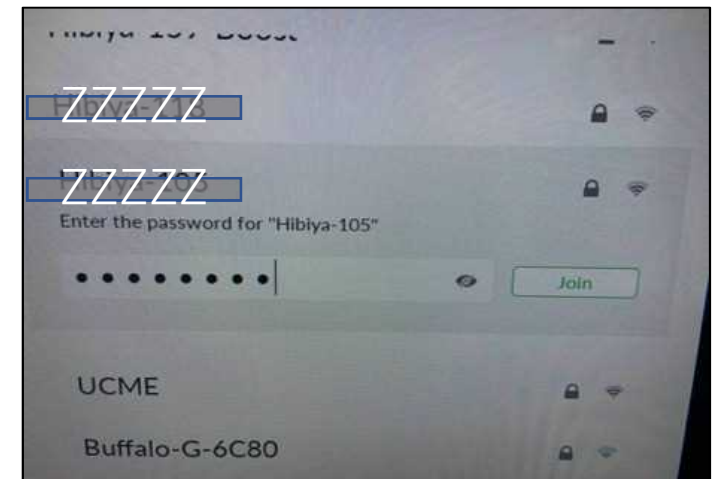 ZZZZZ
ZZZZZ
Enter the password for "Hibiya-105"
Join
UCME
Buffalo-G-6C80